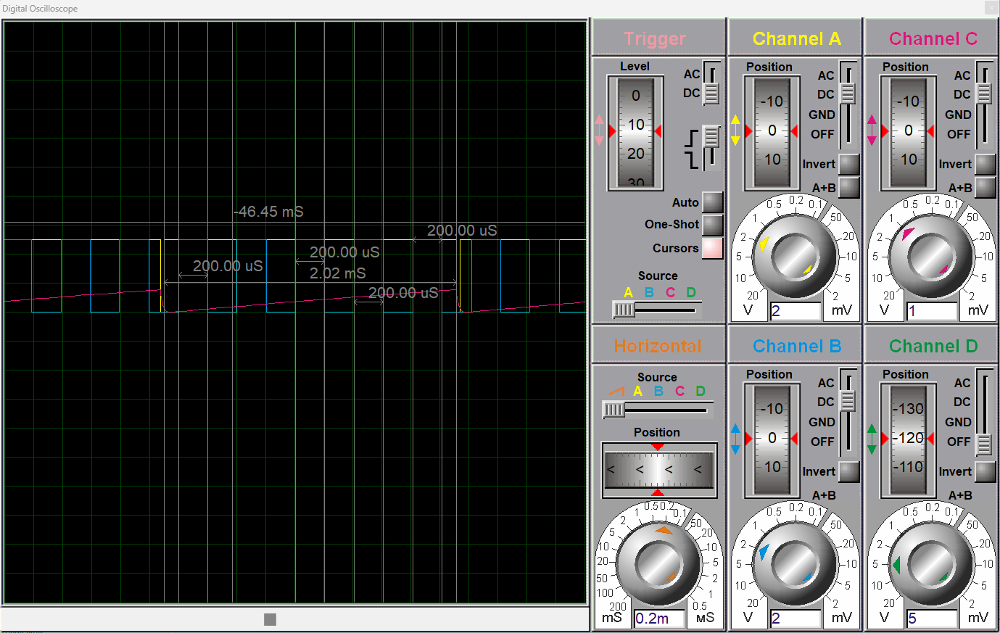 Digital Oscilloscope
x
-46.45 mS
200.00 uS
200.00 uS
200.00 uS
2.02 mS
200.00 uS
Trigger
Level
0
10
20
30
AC
DC
Auto
One-Shot
Cursors
Source
A B C D
Channel A
Position
-10
0
10
AC
DC
GND
OFF
Invert
A+B
20 10 5 2 1 0.5 0.2 0.1 50 20 10 5 2
V 2 mV
Channel C
Position
-10
0
10
AC
DC
GND
OFF
Invert
A+B
20 10 5 2 1 0.5 0.2 0.1 50 20 10 5 2
V 1 mV
Horizontal
Source
A B C D
Position
< < < <
200 100 50 20 10 5 2 1 0.5 0.2 0.1 50 20 10 5 2 1 0.5
mS 0.2m µS
Channel B
Position
-10
0
10
AC
DC
GND
OFF
Invert
A+B
20 10 5 2 1 0.5 0.2 0.1 50 20 10 5 2
V 2 mV
Channel D
Position
-130
-120
-110
AC
DC
GND
OFF
Invert
A+B
20 10 5 2 1 0.5 0.2 0.1 50 20 10 5 2
V 5 mV